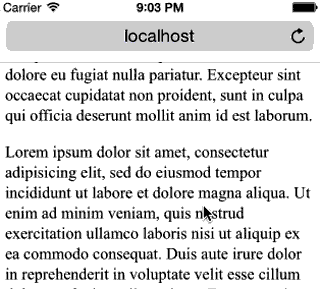 Carrier 9:03 PM
localhost
dolore eu fugiat nulla pariatur. Excepteur sint
occaecat cupidatat non proident, sunt in culpa
qui officia deserunt mollit anim id est laborum.
Lorem ipsum dolor sit amet, consectetur
adipisicing elit, sed do eiusmod tempor
incididunt ut labore et dolore magna aliqua. Ut
enim ad minim veniam, quis nostrud
exercitation ullamco laboris nisi ut aliquip ex
ea commodo consequat. Duis aute irure dolor
in reprehenderit in voluptate velit esse cillum